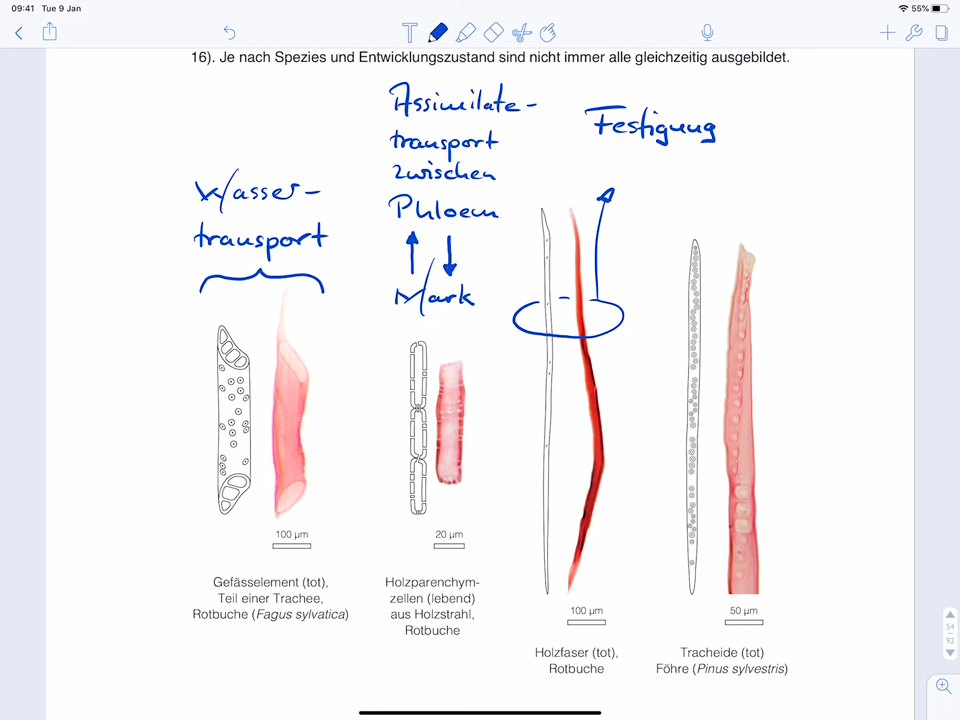 09:41 Tue 9 Jan
55%
16). Je nach Spezies und Entwicklungszustand sind nicht immer alle gleichzeitig ausgebildet.
Assimilate-
transport
zwischen
Phloem
Mark
Festigung
Wasser-
transport
100 µm
Gefässelement (tot),
Teil einer Trachee,
Rotbuche (Fagus sylvatica)
20 µm
Holzparenchym-
zellen (lebend)
aus Holzstrahl,
Rotbuche
100 µm
Holzfaser (tot),
Rotbuche
50 µm
Tracheide (tot)
Föhre (Pinus sylvestris)
54
92